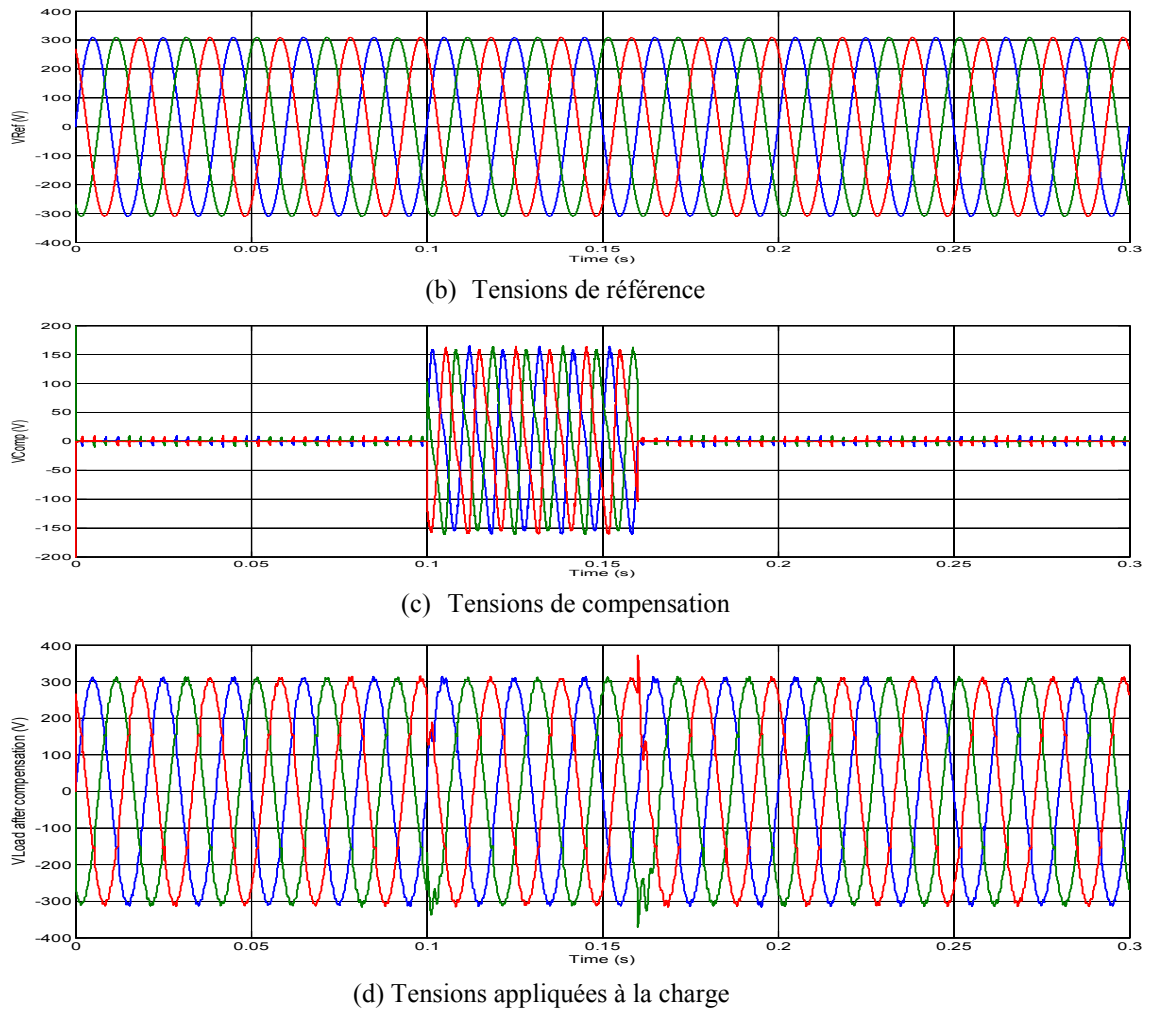 400
300
200
100
0
-100
-200
-300
-400
VRef (V)
0 0.05 0.1 0.15 0.2 0.25 0.3
Time (s)
(b) Tensions de référence
200
150
100
50
0
-50
-100
-150
-200
VComp (V)
0 0.05 0.1 0.15 0.2 0.25 0.3
Time (s)
(c) Tensions de compensation
400
300
200
100
0
-100
-200
-300
-400
VLoad after compensation (V)
0 0.05 0.1 0.15 0.2 0.25 0.3
Time (s)
(d) Tensions appliquées à la charge